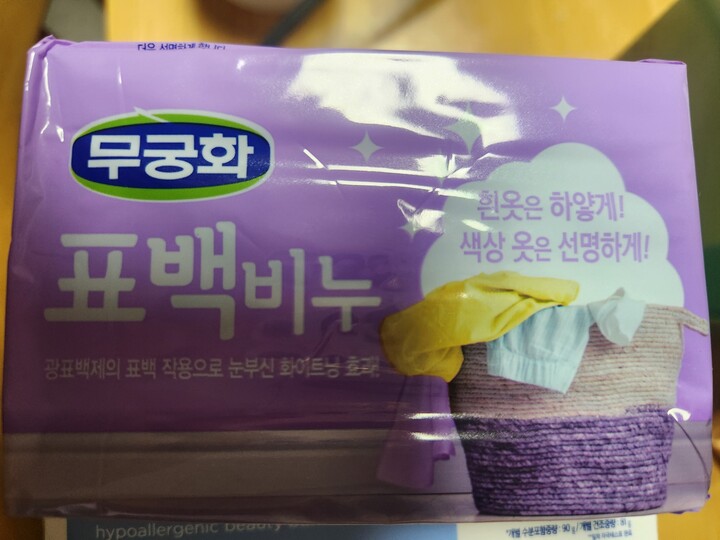 무궁화
흰옷은 하얗게!
색상 옷은 선명하게!
표백비누
광표백제의 표백 작용으로 눈부신 화이트닝 효과!
hypoallergenic beauty